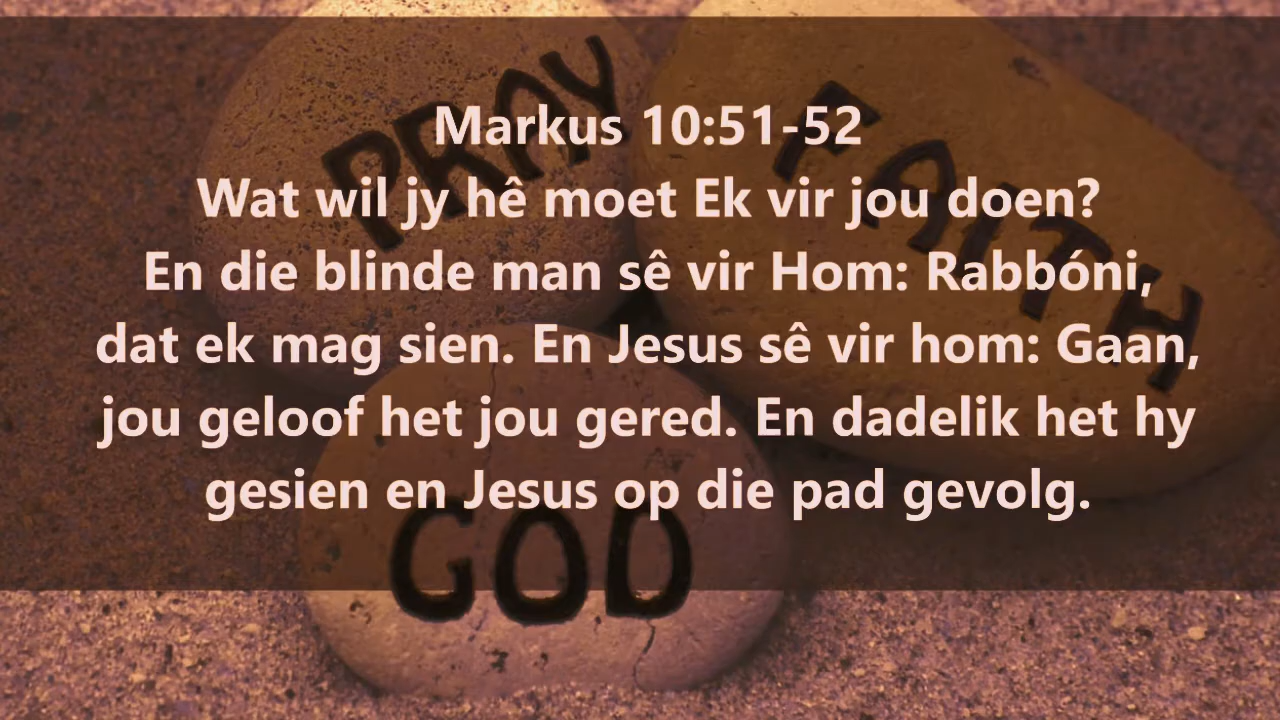 Markus 10:51-52
Wat wil jy hê moet Ek vir jou doen?
En die blinde man sê vir Hom: Rabbóni,
dat ek mag sien. En Jesus sê vir hom: Gaan,
jou geloof het jou gered. En dadelik het hy
gesien en Jesus op die pad gevolg.
PRAY
FAITH
GOD